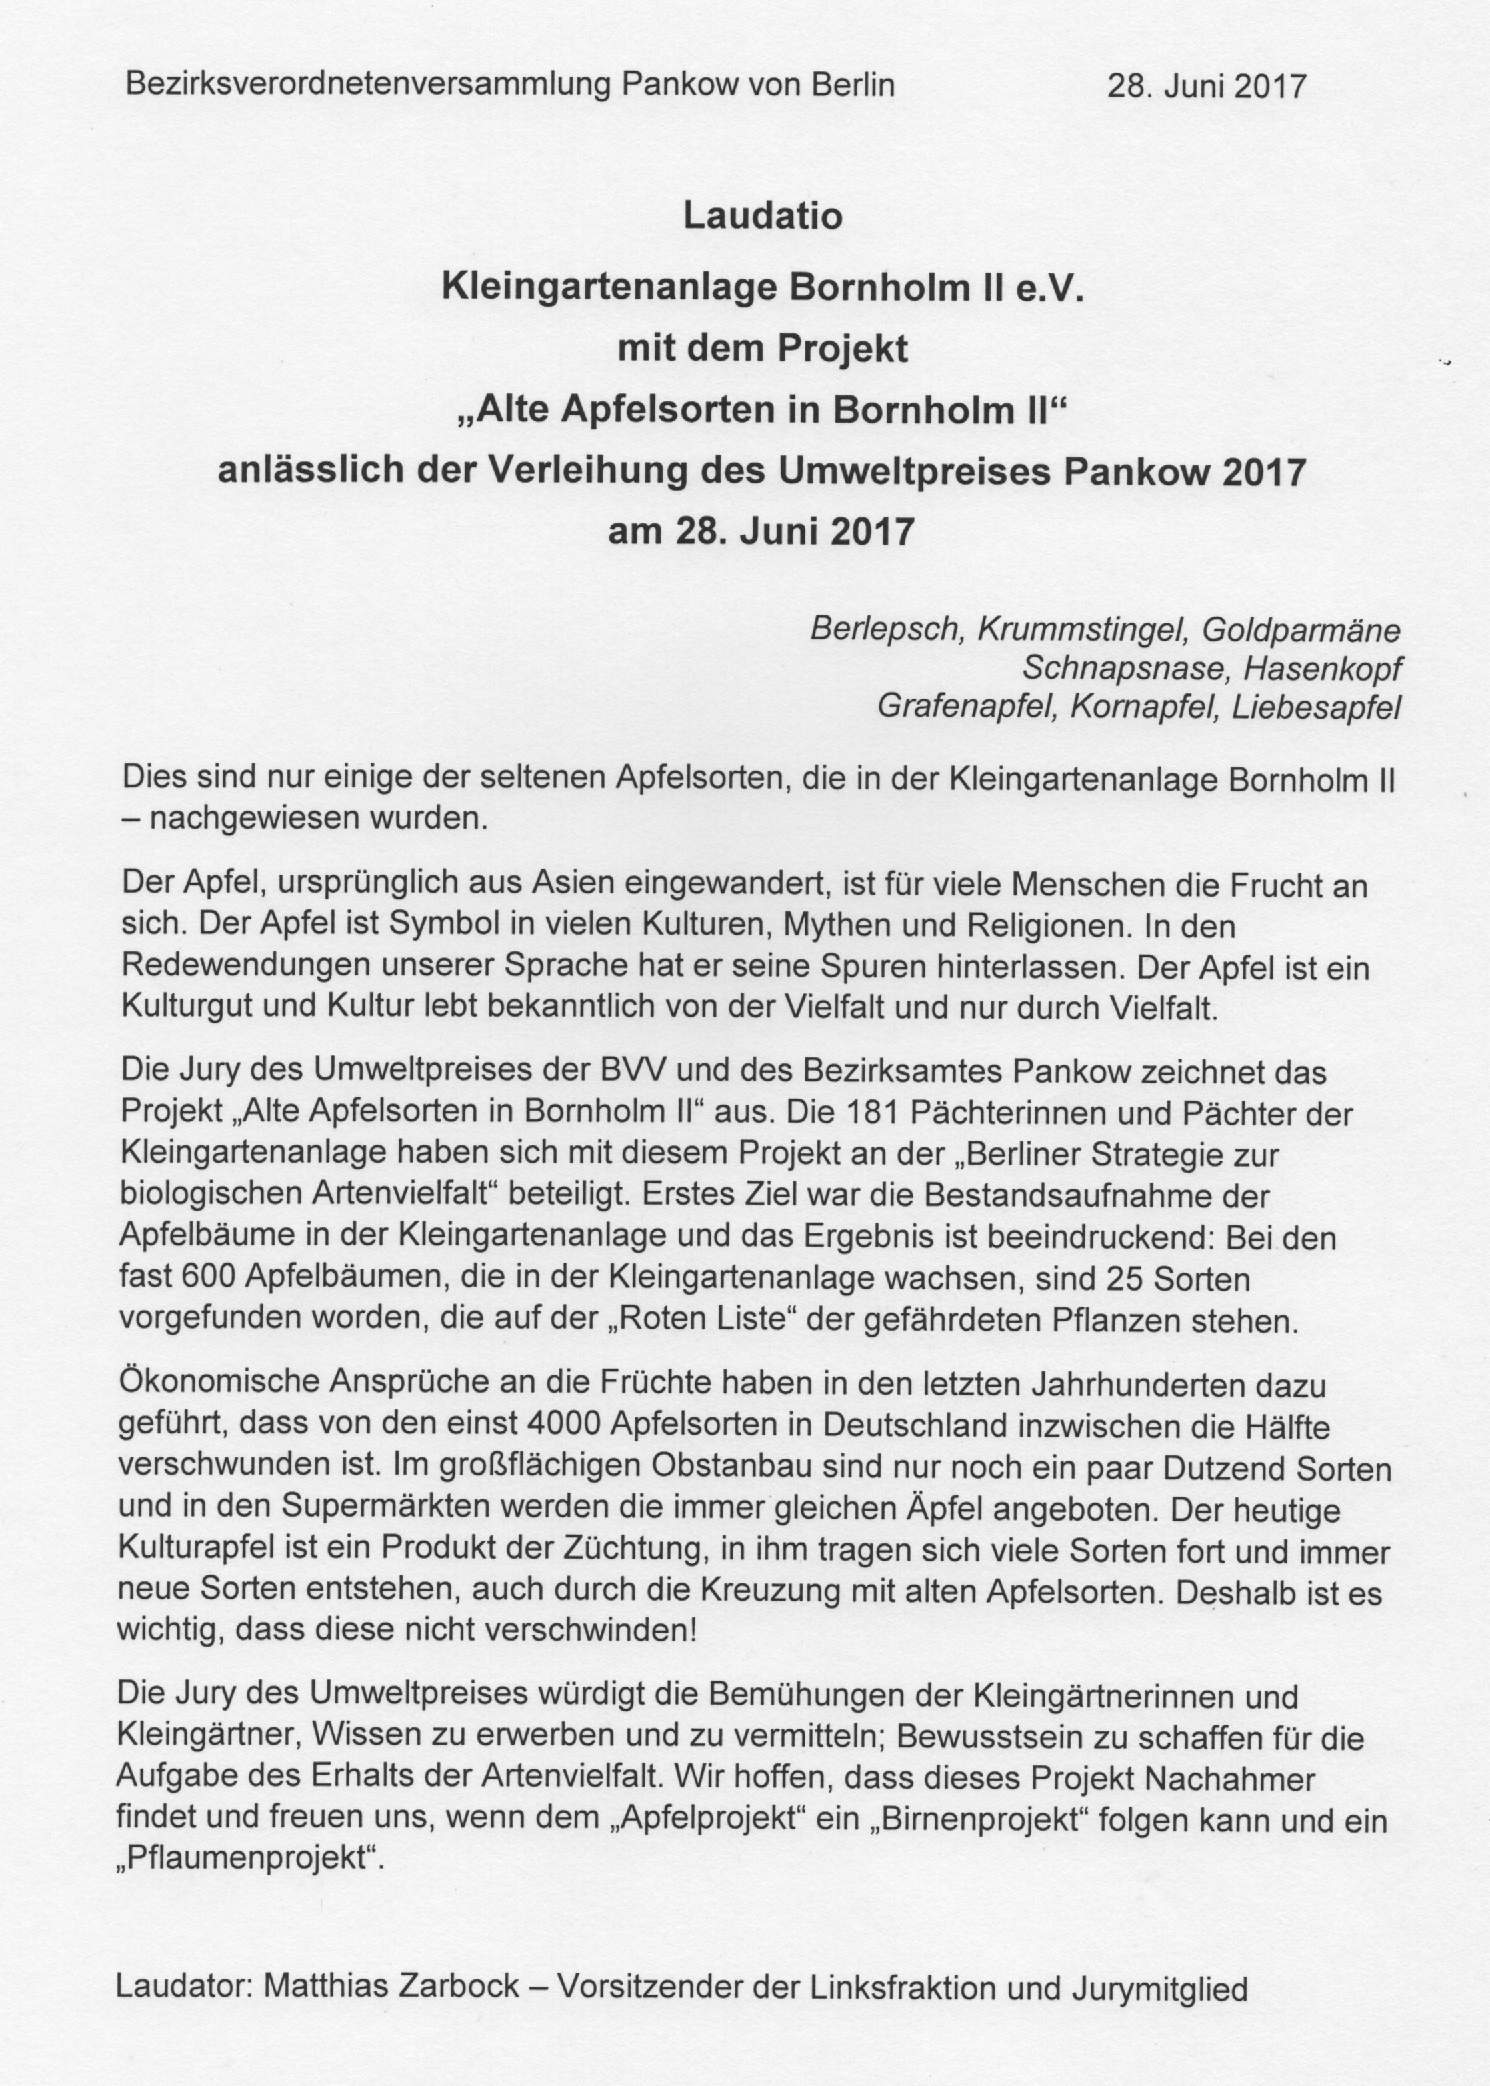 Bezirksverordnetenversammlung Pankow von Berlin 28. Juni 2017
Laudatio
Kleingartenanlage Bornholm II e.V.
mit dem Projekt
„Alte Apfelsorten in Bornholm II“
anlässlich der Verleihung des Umweltpreises Pankow 2017
am 28. Juni 2017
Berlepsch, Krummstingel, Goldparmäne
Schnapsnase, Hasenkopf
Grafenapfel, Kornapfel, Liebesapfel
Dies sind nur einige der seltenen Apfelsorten, die in der Kleingartenanlage Bornholm II
– nachgewiesen wurden.
Der Apfel, ursprünglich aus Asien eingewandert, ist für viele Menschen die Frucht an
sich. Der Apfel ist Symbol in vielen Kulturen, Mythen und Religionen. In den
Redewendungen unserer Sprache hat er seine Spuren hinterlassen. Der Apfel ist ein
Kulturgut und Kultur lebt bekanntlich von der Vielfalt und nur durch Vielfalt.
Die Jury des Umweltpreises der BVV und des Bezirksamtes Pankow zeichnet das
Projekt „Alte Apfelsorten in Bornholm II“ aus. Die 181 Pächterinnen und Pächter der
Kleingartenanlage haben sich mit diesem Projekt an der „Berliner Strategie zur
biologischen Artenvielfalt“ beteiligt. Erstes Ziel war die Bestandsaufnahme der
Apfelbäume in der Kleingartenanlage und das Ergebnis ist beeindruckend: Bei den
fast 600 Apfelbäumen, die in der Kleingartenanlage wachsen, sind 25 Sorten
vorgefunden worden, die auf der „Roten Liste“ der gefährdeten Pflanzen stehen.
Ökonomische Ansprüche an die Früchte haben in den letzten Jahrhunderten dazu
geführt, dass von den einst 4000 Apfelsorten in Deutschland inzwischen die Hälfte
verschwunden ist. Im großflächigen Obstanbau sind nur noch ein paar Dutzend Sorten
und in den Supermärkten werden die immer gleichen Äpfel angeboten. Der heutige
Kulturapfel ist ein Produkt der Züchtung, in ihm tragen sich viele Sorten fort und immer
neue Sorten entstehen, auch durch die Kreuzung mit alten Apfelsorten. Deshalb ist es
wichtig, dass diese nicht verschwinden!
Die Jury des Umweltpreises würdigt die Bemühungen der Kleingärtnerinnen und
Kleingärtner, Wissen zu erwerben und zu vermitteln; Bewusstsein zu schaffen für die
Aufgabe des Erhalts der Artenvielfalt. Wir hoffen, dass dieses Projekt Nachahmer
findet und freuen uns, wenn dem „Apfelprojekt“ ein „Birnenprojekt“ folgen kann und ein
„Pflaumenprojekt“.
Laudator: Matthias Zarbock – Vorsitzender der Linksfraktion und Jurymitglied